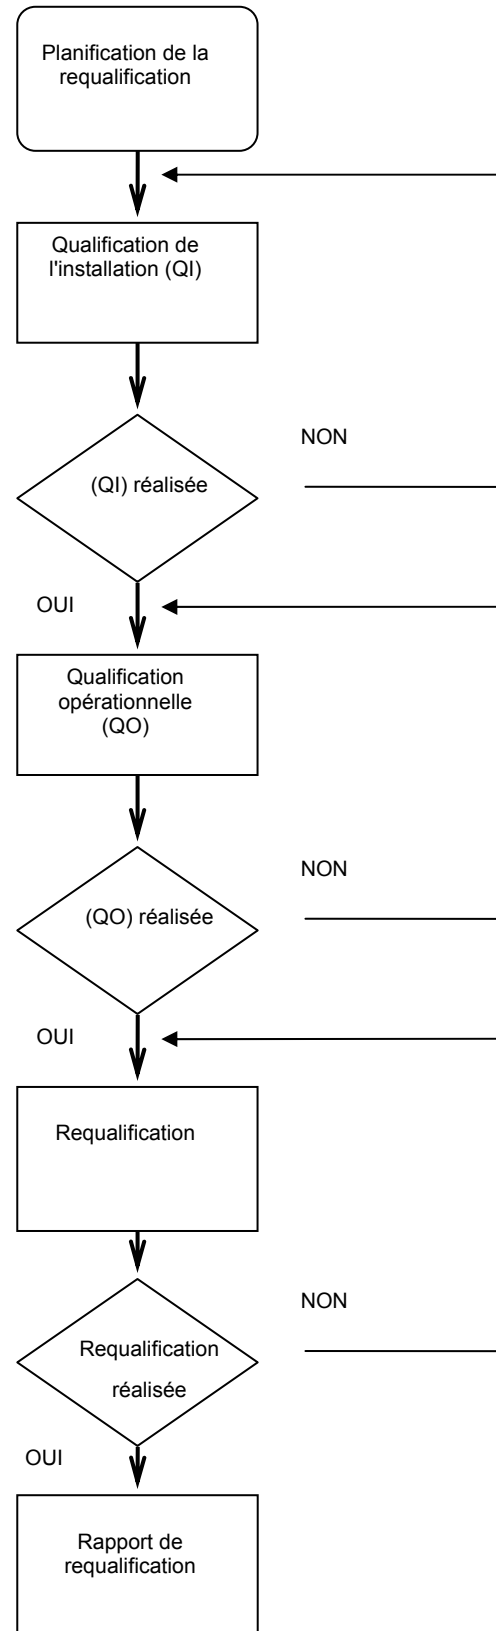 Planification de la
requalification
Qualification de
l'installation (QI)
NON
(QI) réalisée
OUI
Qualification
opérationnelle
(QO)
NON
(QO) réalisée
OUI
Requalification
NON
Requalification
réalisée
OUI
Rapport de
requalification